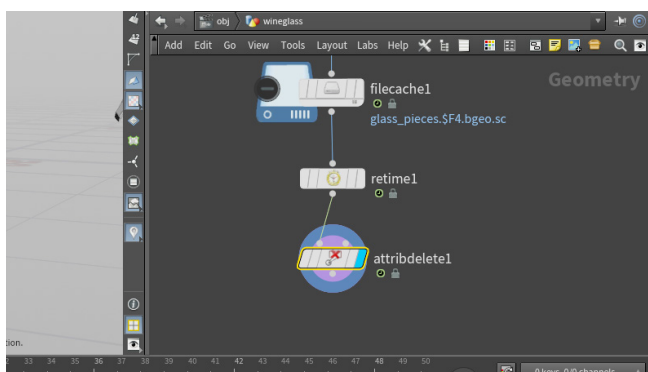 obj wineglass
Add Edit Go View Tools Layout Labs Help
Geometry
filecache1
glass_pieces.$F4.bgeo.sc
retime1
attribdelete1
tion.
33 34 35 36 37 38 39 40 41 42 43 44 45 46 47 48 49 50
0 keys, 0/0 channels